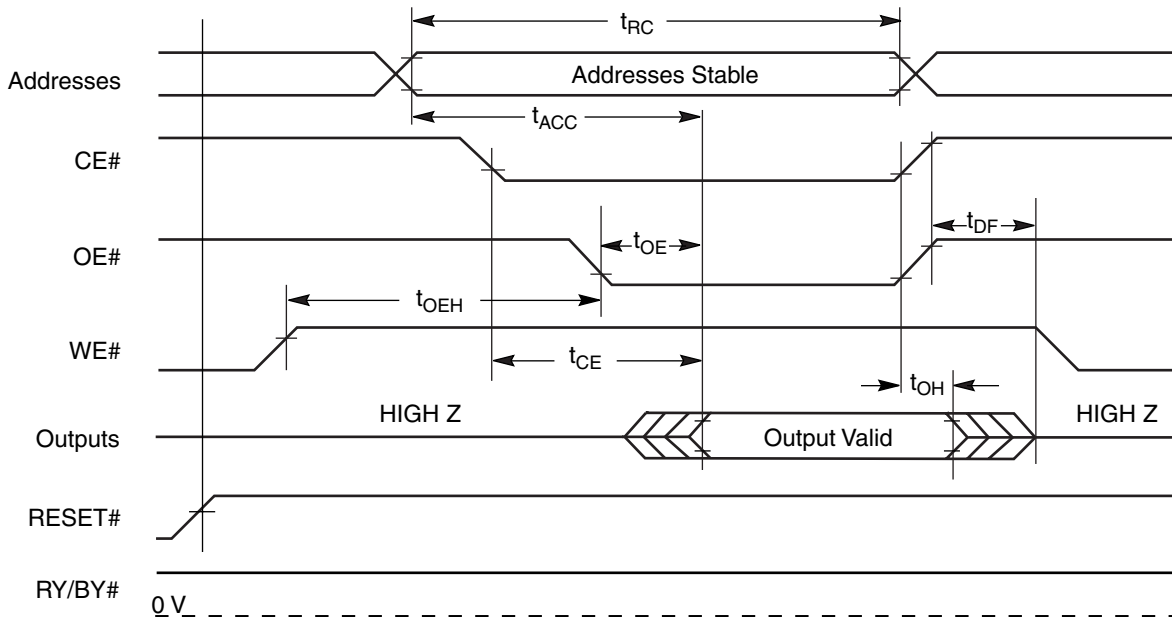 tRC
Addresses
Addresses Stable
tACC
CE#
tDF
OE#
tOE
tOEH
WE#
tCE
tOH
HIGH Z
HIGH Z
Outputs
Output Valid
RESET#
RY/BY#
0 V